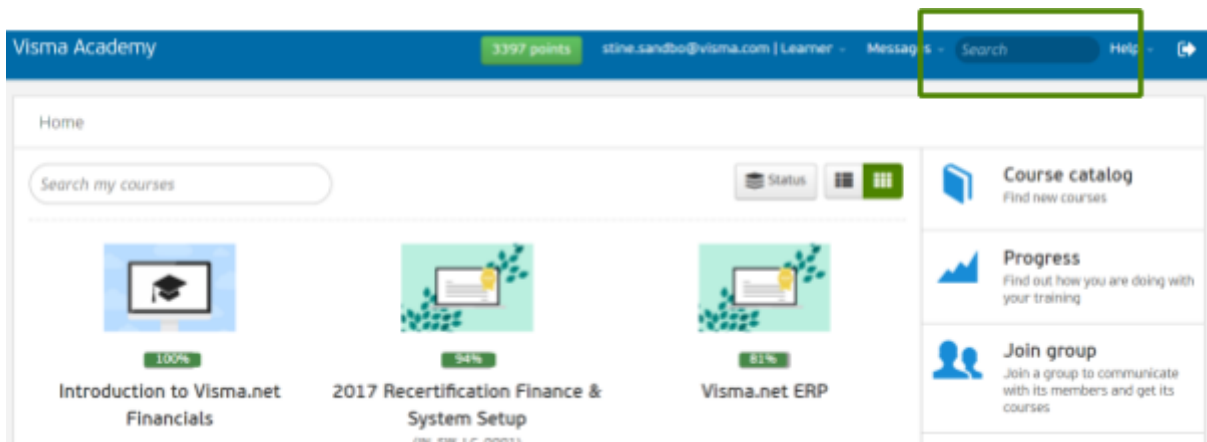 Visma Academy
3397 points
stine.sandbo@visma.com | Learner
Messages
Search
Help
Home
Search my courses
Status
Course catalog
Find new courses
Progress
Find out how you are doing with
your training
Join group
Join a group to communicate
with its members and get its
courses
100%
Introduction to Visma.net
Financials
94%
2017 Recertification Finance &
System Setup
81%
Visma.net ERP